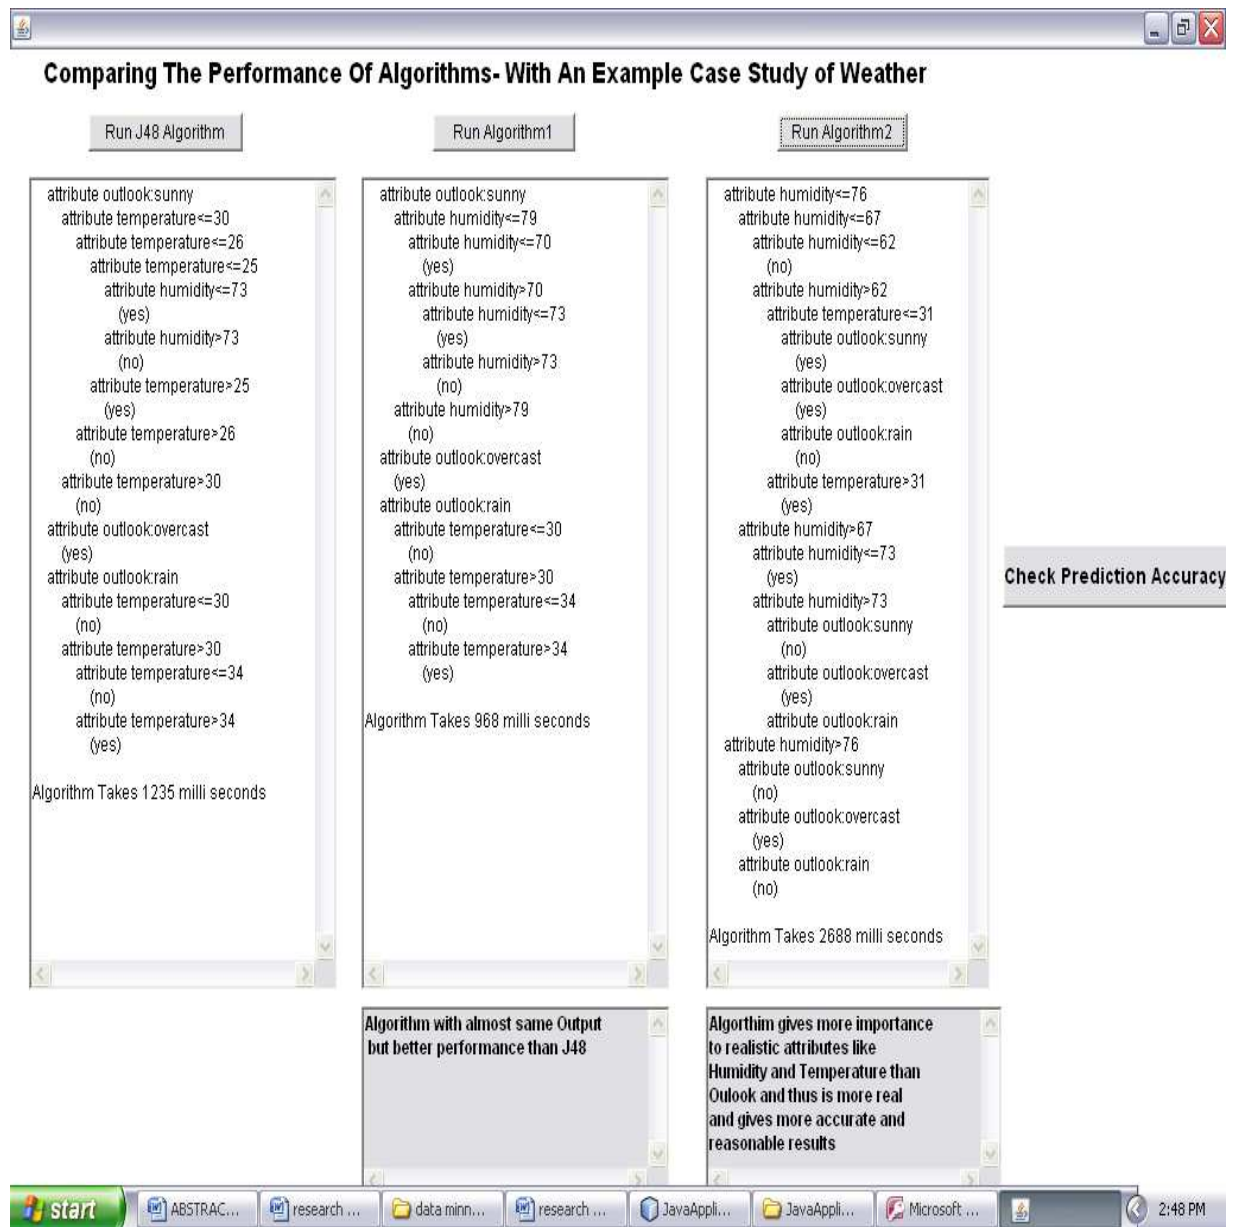 Comparing The Performance Of Algorithms- With An Example Case Study of Weather
Run J48 Algorithm
Run Algorithm1
Run Algorithm2
attribute outlook:sunny
attribute temperature<=30
attribute temperature<=26
attribute temperature<=25
attribute humidity<=73
(yes)
attribute humidity>73
(no)
attribute temperature>25
(yes)
attribute temperature>26
(no)
attribute temperature>30
(no)
attribute outlook:overcast
(yes)
attribute outlook:rain
attribute temperature<=30
(no)
attribute temperature>30
attribute temperature<=34
(no)
attribute temperature>34
(yes)
Algorithm Takes 1235 milli seconds
attribute outlook:sunny
attribute humidity<=79
attribute humidity<=70
(yes)
attribute humidity>70
attribute humidity<=73
(yes)
attribute humidity>73
(no)
attribute humidity>79
(no)
attribute outlook:overcast
(yes)
attribute outlook:rain
attribute temperature<=30
(no)
attribute temperature>30
attribute temperature<=34
(no)
attribute temperature>34
(yes)
Algorithm Takes 968 milli seconds
attribute humidity<=76
attribute humidity<=67
attribute humidity<=62
(no)
attribute humidity>62
attribute temperature<=31
attribute outlook:sunny
(yes)
attribute outlook:overcast
(yes)
attribute outlook:rain
(no)
attribute temperature>31
(yes)
attribute humidity>67
attribute humidity<=73
(yes)
attribute humidity>73
attribute outlook:sunny
(no)
attribute outlook:overcast
(yes)
attribute outlook:rain
attribute humidity>76
attribute outlook:sunny
(no)
attribute outlook:overcast
(yes)
attribute outlook:rain
(no)
Algorithm Takes 2688 milli seconds
Check Prediction Accuracy
Algorithm with almost same Output
but better performance than J48
Algorthim gives more importance
to realistic attributes like
Humidity and Temperature than
Oulook and thus is more real
and gives more accurate and
reasonable results
start
ABSTRAC...
research ...
data minn...
research ...
JavaAppli...
JavaAppli...
Microsoft ...
2:48 PM